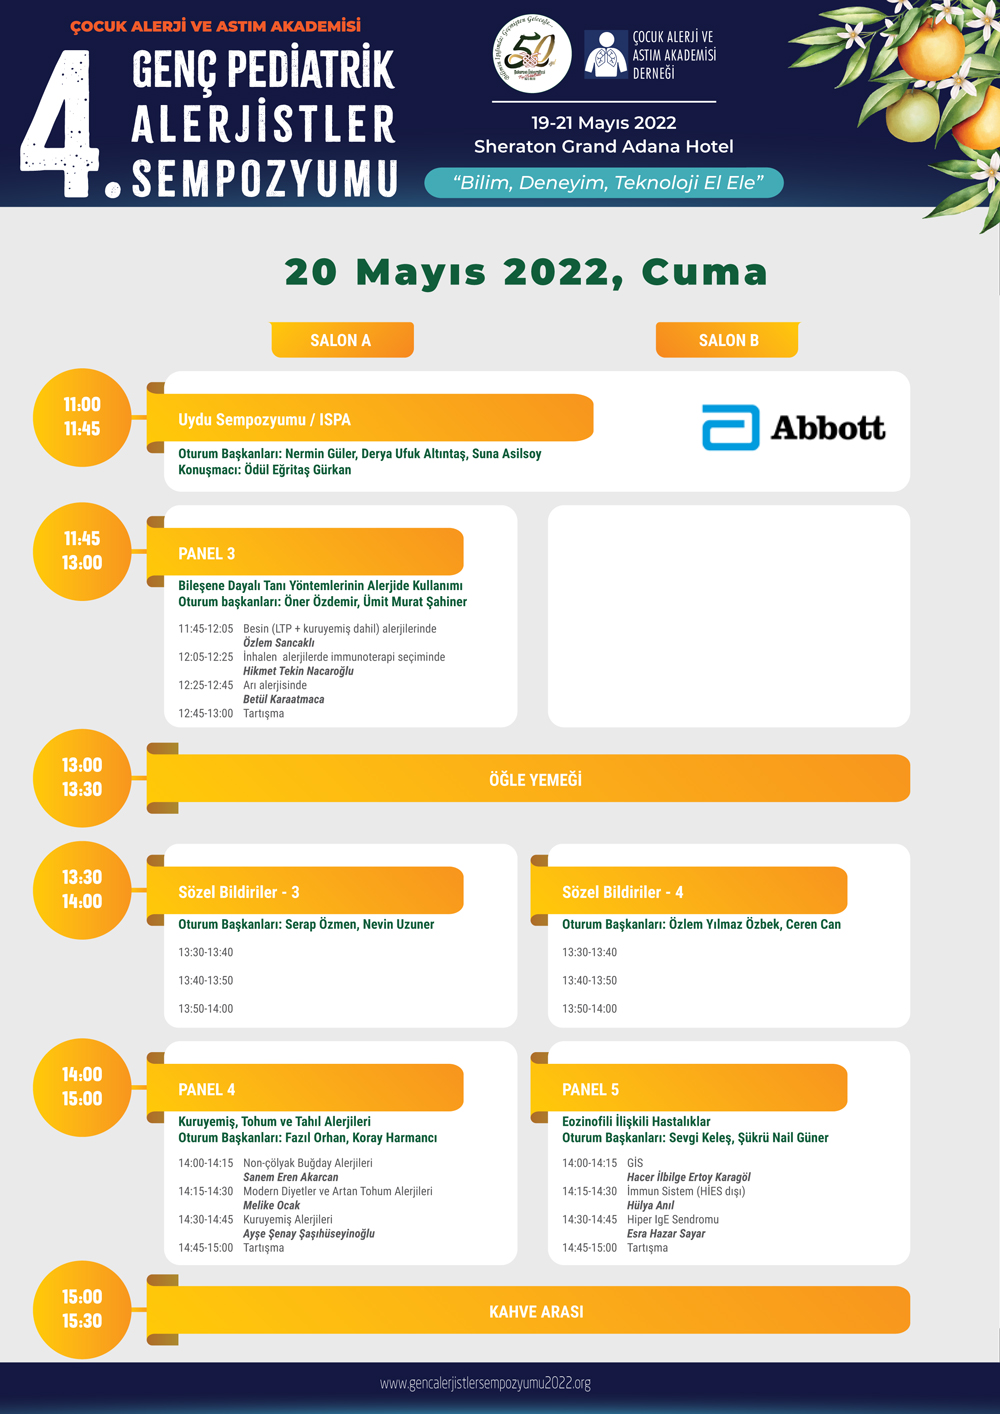 ÇOCUK ALERJİ VE ASTIM AKADEMİSİ
4. GENÇ PEDİATRİK
ALERJİSTLER
SEMPOZYUMU
50
ÇOCUK ALERJİ VE
ASTIM AKADEMİSİ
DERNEĞİ
19-21 Mayıs 2022
Sheraton Grand Adana Hotel
“Bilim, Deneyim, Teknoloji El Ele”
20 Mayıs 2022, Cuma
SALON A
SALON B
11:00
11:45
Uydu Sempozyumu / ISPA
Oturum Başkanları: Nermin Güler, Derya Ufuk Altıntaş, Suna Asilsoy
Konuşmacı: Ödül Eğritaş Gürkan
Abbott
11:45
13:00
PANEL 3
Bileşene Dayalı Tanı Yöntemlerinin Alerjide Kullanımı
Oturum başkanları: Öner Özdemir, Ümit Murat Şahiner
11:45-12:05 Besin (LTP + kuruyemiş dahil) alerjilerinde
Özlem Sancaklı
12:05-12:25 İnhalen alerjilerde immunoterapi seçiminde
Hikmet Tekin Nacaroğlu
12:25-12:45 Arı alerjisinde
Betül Karaatmaca
12:45-13:00 Tartışma
13:00
13:30
ÖĞLE YEMEĞİ
13:30
14:00
Sözel Bildiriler - 3
Oturum Başkanları: Serap Özmen, Nevin Uzuner
13:30-13:40
13:40-13:50
13:50-14:00
Sözel Bildiriler - 4
Oturum Başkanları: Özlem Yılmaz Özbek, Ceren Can
13:30-13:40
13:40-13:50
13:50-14:00
14:00
15:00
PANEL 4
Kuruyemiş, Tohum ve Tahıl Alerjileri
Oturum Başkanları: Fazıl Orhan, Koray Harmancı
14:00-14:15 Non-çölyak Buğday Alerjileri
Sanem Eren Akarcan
14:15-14:30 Modern Diyetler ve Artan Tohum Alerjileri
Melike Ocak
14:30-14:45 Kuruyemiş Alerjileri
Ayşe Şenay Şaşıhüseyinoğlu
14:45-15:00 Tartışma
PANEL 5
Eozinofili İlişkili Hastalıklar
Oturum Başkanları: Sevgi Keleş, Şükrü Nail Güner
14:00-14:15 GİS
Hacer İlbilge Ertoy Karagöl
14:15-14:30 İmmun Sistem (HİES dışı)
Hülya Anıl
14:30-14:45 Hiper IgE Sendromu
Esra Hazar Sayar
14:45-15:00 Tartışma
15:00
15:30
KAHVE ARASI
www.gencalerjistlersempozyumu2022.org